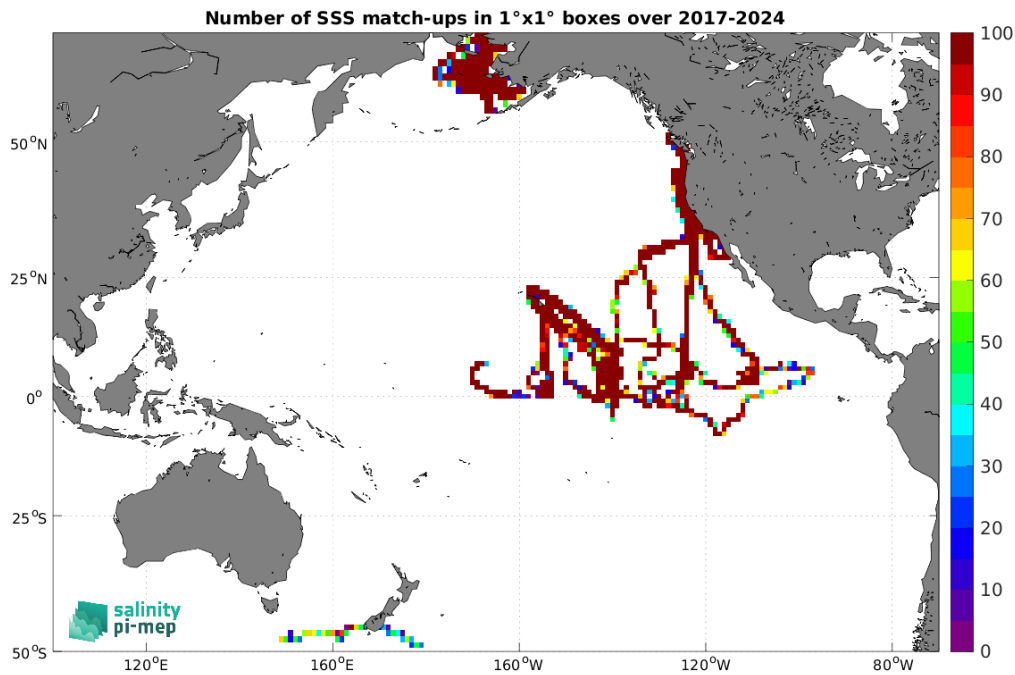 Number of SSS match-ups in 1°x1° boxes over 2017-2024
100
90
80
70
60
50
40
30
20
10
0
50°N
25°N
0°
25°S
50°S
120°E
160°E
160°W
120°W
80°W
salinity
pi-mep